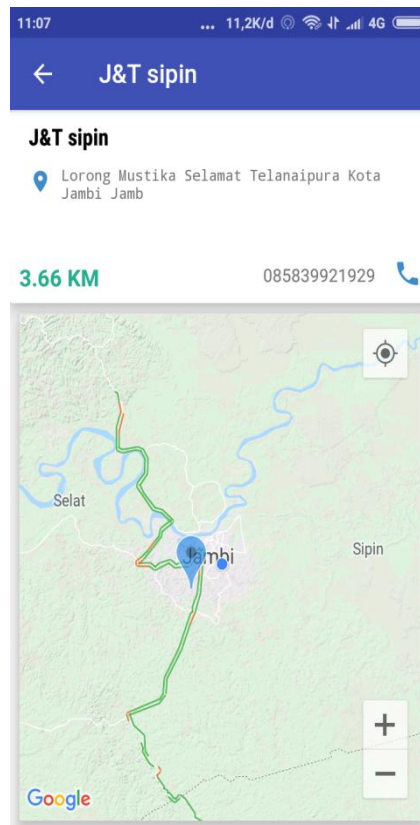 11:07
... 11,2K/d 4G
J&T sipin
J&T sipin
Lorong Mustika Selamat Telanaipura Kota
Jambi Jamb
3.66 KM
085839921929
Selat
Jambi
Sipin
+
−
Google